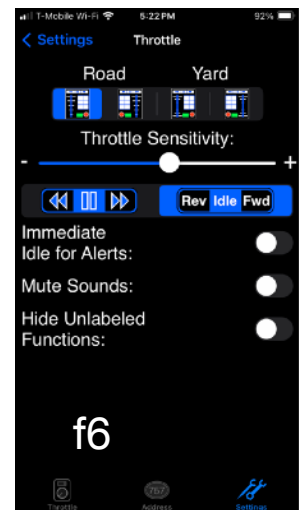 T-Mobile Wi-Fi 5:22 PM 92%
Settings Throttle
Road Yard
Throttle Sensitivity:
- +
Rev Idle Fwd
Immediate
Idle for Alerts:
Mute Sounds:
Hide Unlabeled
Functions:
f6
757
Throttle Address Settings